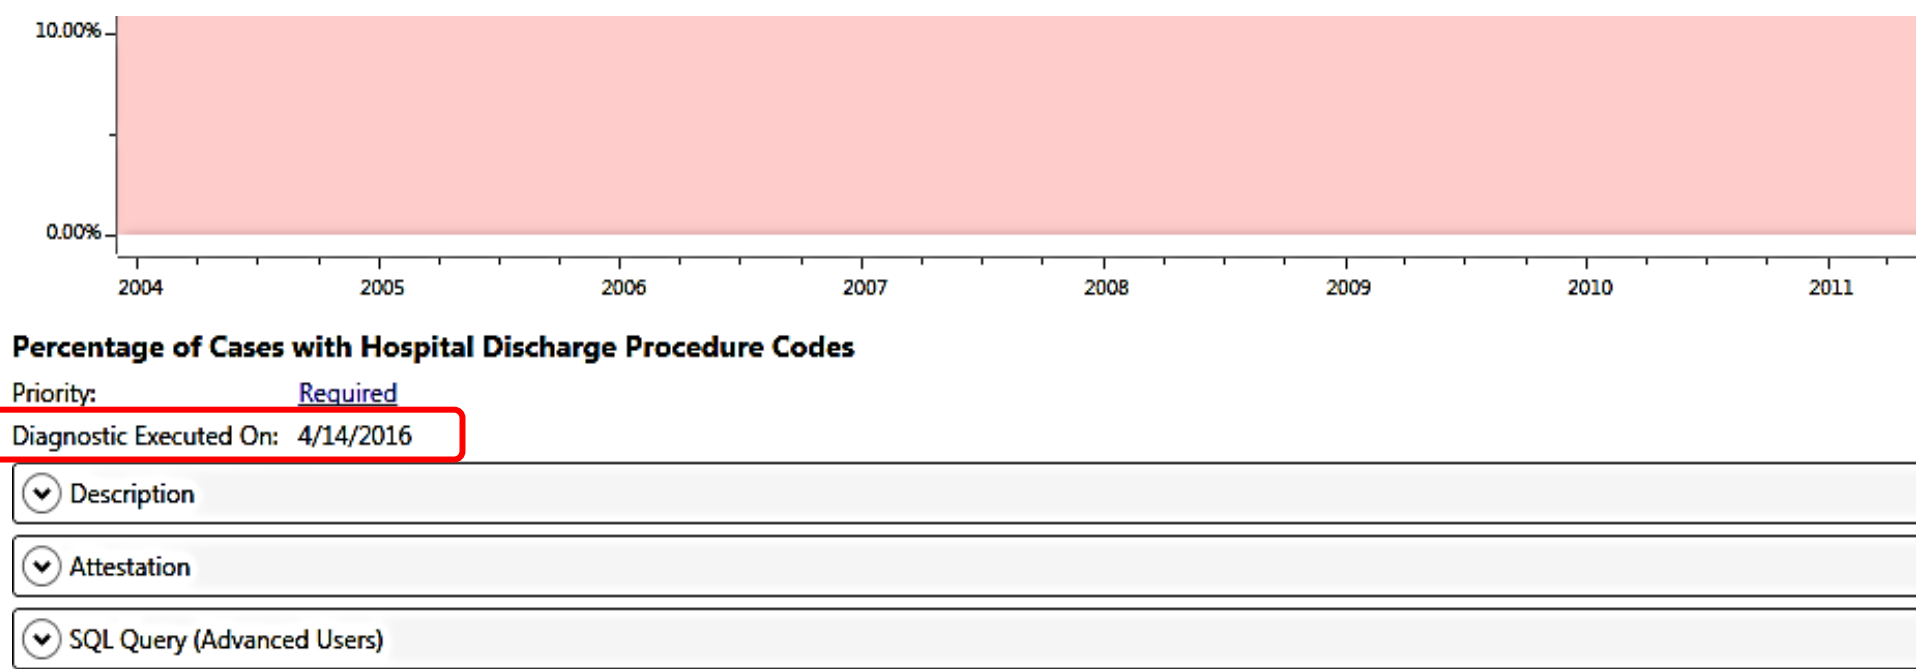 10.00%
0.00%
2004 2005 2006 2007 2008 2009 2010 2011
Percentage of Cases with Hospital Discharge Procedure Codes
Priority: Required
Diagnostic Executed On: 4/14/2016
Description
Attestation
SQL Query (Advanced Users)